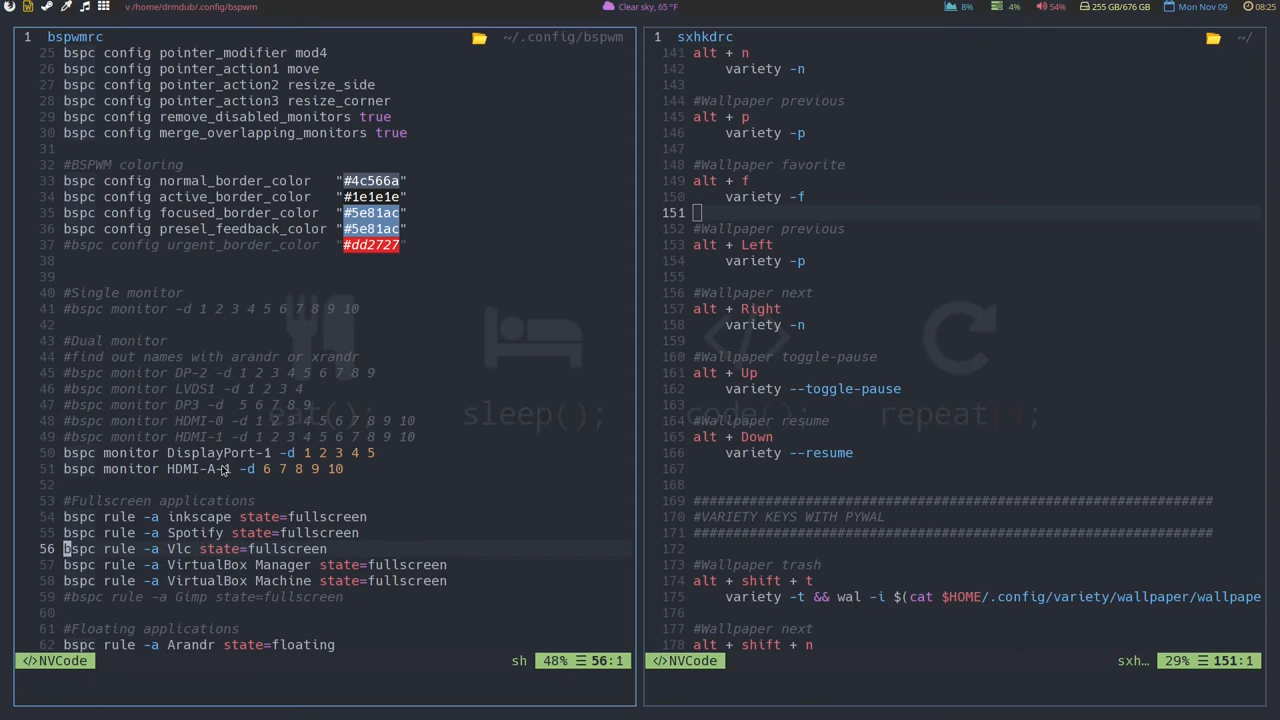 v /home/drmdub/.config/bspwm
Clear sky, 65 °F
8%
4%
54%
255 GB/676 GB
Mon Nov 09
08:25
1 bspwmrc
~/.config/bspwm
25 bspc config pointer_modifier mod4
26 bspc config pointer_action1 move
27 bspc config pointer_action2 resize_side
28 bspc config pointer_action3 resize_corner
29 bspc config remove_disabled_monitors true
30 bspc config merge_overlapping_monitors true
31
32 #BSPWM coloring
33 bspc config normal_border_color "#4c566a"
34 bspc config active_border_color "#1e1e1e"
35 bspc config focused_border_color "#5e81ac"
36 bspc config presel_feedback_color "#5e81ac"
37 #bspc config urgent_border_color "#dd2727"
38
39
40 #Single monitor
41 #bspc monitor -d 1 2 3 4 5 6 7 8 9 10
42
43 #Dual monitor
44 #find out names with arandr or xrandr
45 #bspc monitor DP-2 -d 1 2 3 4 5 6 7 8 9
46 #bspc monitor LVDS1 -d 1 2 3 4
47 #bspc monitor DP3 -d 5 6 7 8 9
48 #bspc monitor HDMI-0 -d 1 2 3 4 5 6 7 8 9 10
49 #bspc monitor HDMI-1 -d 1 2 3 4 5 6 7 8 9 10
50 bspc monitor DisplayPort-1 -d 1 2 3 4 5
51 bspc monitor HDMI-A-1 -d 6 7 8 9 10
52
53 #Fullscreen applications
54 bspc rule -a inkscape state=fullscreen
55 bspc rule -a Spotify state=fullscreen
56 bspc rule -a Vlc state=fullscreen
57 bspc rule -a VirtualBox Manager state=fullscreen
58 bspc rule -a VirtualBox Machine state=fullscreen
59 #bspc rule -a Gimp state=fullscreen
60
61 #Floating applications
62 bspc rule -a Arandr state=floating
</>NVCode
sh
48% ☰ 56:1
1 sxhkdrc
~/
141 alt + n
142 variety -n
143
144 #Wallpaper previous
145 alt + p
146 variety -p
147
148 #Wallpaper favorite
149 alt + f
150 variety -f
151
152 #Wallpaper previous
153 alt + Left
154 variety -p
155
156 #Wallpaper next
157 alt + Right
158 variety -n
159
160 #Wallpaper toggle-pause
161 alt + Up
162 variety --toggle-pause
163
164 #Wallpaper resume
165 alt + Down
166 variety --resume
167
168
169 ##################################################################
170 #VARIETY KEYS WITH PYWAL
171 ##################################################################
172
173 #Wallpaper trash
174 alt + shift + t
175 variety -t && wal -i $(cat $HOME/.config/variety/wallpaper/wallpape
176
177 #Wallpaper next
178 alt + shift + n
</>NVCode
sxh…
29% ☰ 151:1
eat();
sleep();
code();